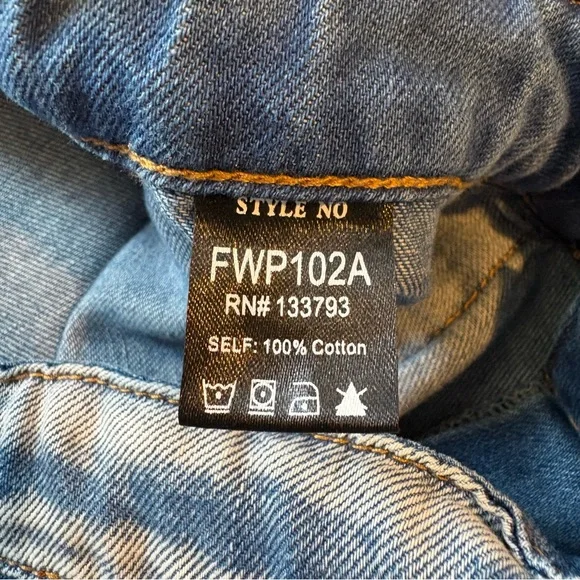 STYLE NO
FWP102A
RN# 133793
SELF: 100% Cotton